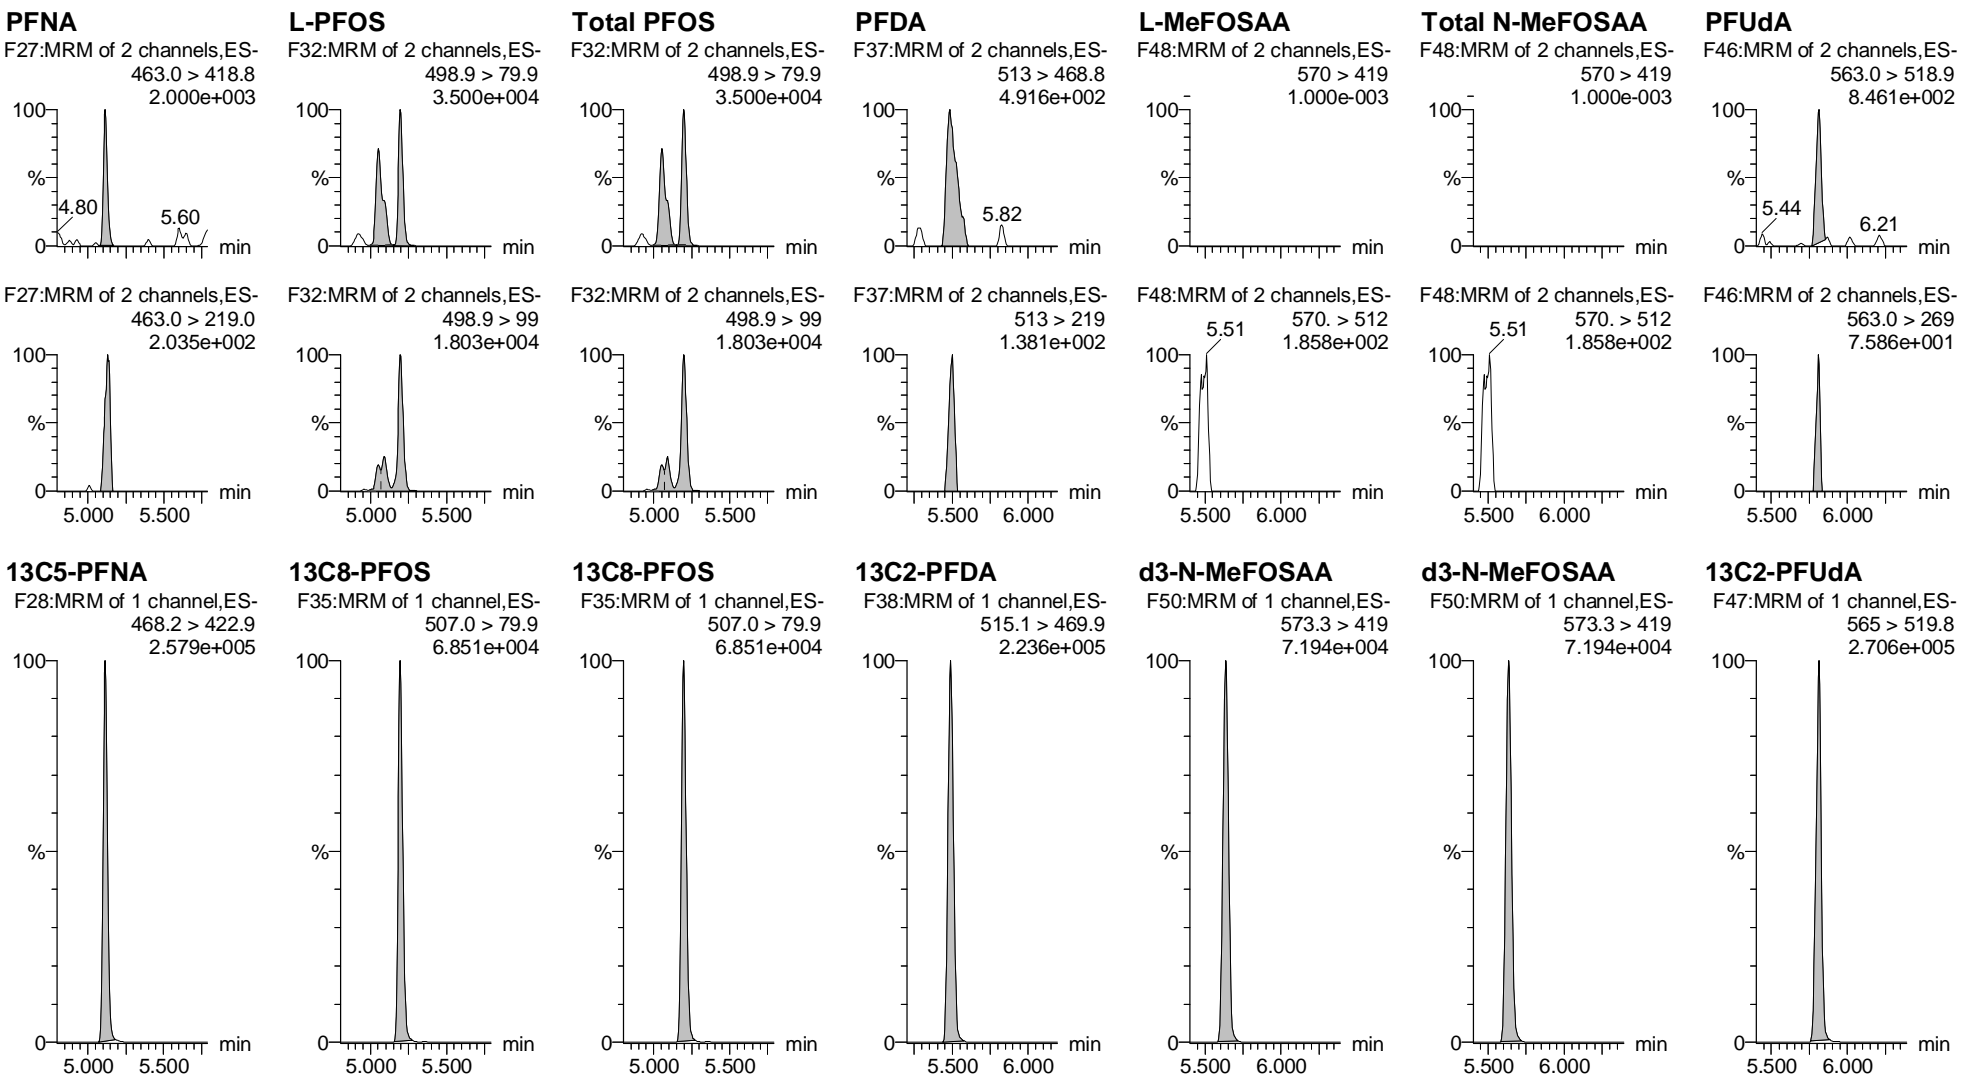 PFNA
F27:MRM of 2 channels,ES-
463.0 > 418.8
2.000e+003
100
%
0
4.80
5.60
min
L-PFOS
F32:MRM of 2 channels,ES-
498.9 > 79.9
3.500e+004
100
%
0
min
Total PFOS
F32:MRM of 2 channels,ES-
498.9 > 79.9
3.500e+004
100
%
0
min
PFDA
F37:MRM of 2 channels,ES-
513 > 468.8
4.916e+002
100
%
0
5.82
min
L-MeFOSAA
F48:MRM of 2 channels,ES-
570 > 419
1.000e-003
100
%
0
min
Total N-MeFOSAA
F48:MRM of 2 channels,ES-
570 > 419
1.000e-003
100
%
0
min
PFUdA
F46:MRM of 2 channels,ES-
563.0 > 518.9
8.461e+002
100
%
0
5.44
6.21
min
F27:MRM of 2 channels,ES-
463.0 > 219.0
2.035e+002
100
%
0
min
5.000 5.500
F32:MRM of 2 channels,ES-
498.9 > 99
1.803e+004
100
%
0
min
5.000 5.500
F32:MRM of 2 channels,ES-
498.9 > 99
1.803e+004
100
%
0
min
5.000 5.500
F37:MRM of 2 channels,ES-
513 > 219
1.381e+002
100
%
0
min
5.500 6.000
F48:MRM of 2 channels,ES-
570. > 512
1.858e+002
5.51
100
%
0
min
5.500 6.000
F48:MRM of 2 channels,ES-
570. > 512
1.858e+002
5.51
100
%
0
min
5.500 6.000
F46:MRM of 2 channels,ES-
563.0 > 269
7.586e+001
100
%
0
min
5.500 6.000
13C5-PFNA
F28:MRM of 1 channel,ES-
468.2 > 422.9
2.579e+005
100
%
0
min
5.000 5.500
13C8-PFOS
F35:MRM of 1 channel,ES-
507.0 > 79.9
6.851e+004
100
%
0
min
5.000 5.500
13C8-PFOS
F35:MRM of 1 channel,ES-
507.0 > 79.9
6.851e+004
100
%
0
min
5.000 5.500
13C2-PFDA
F38:MRM of 1 channel,ES-
515.1 > 469.9
2.236e+005
100
%
0
min
5.500 6.000
d3-N-MeFOSAA
F50:MRM of 1 channel,ES-
573.3 > 419
7.194e+004
100
%
0
min
5.500 6.000
d3-N-MeFOSAA
F50:MRM of 1 channel,ES-
573.3 > 419
7.194e+004
100
%
0
min
5.500 6.000
13C2-PFUdA
F47:MRM of 1 channel,ES-
565 > 519.8
2.706e+005
100
%
0
min
5.500 6.000